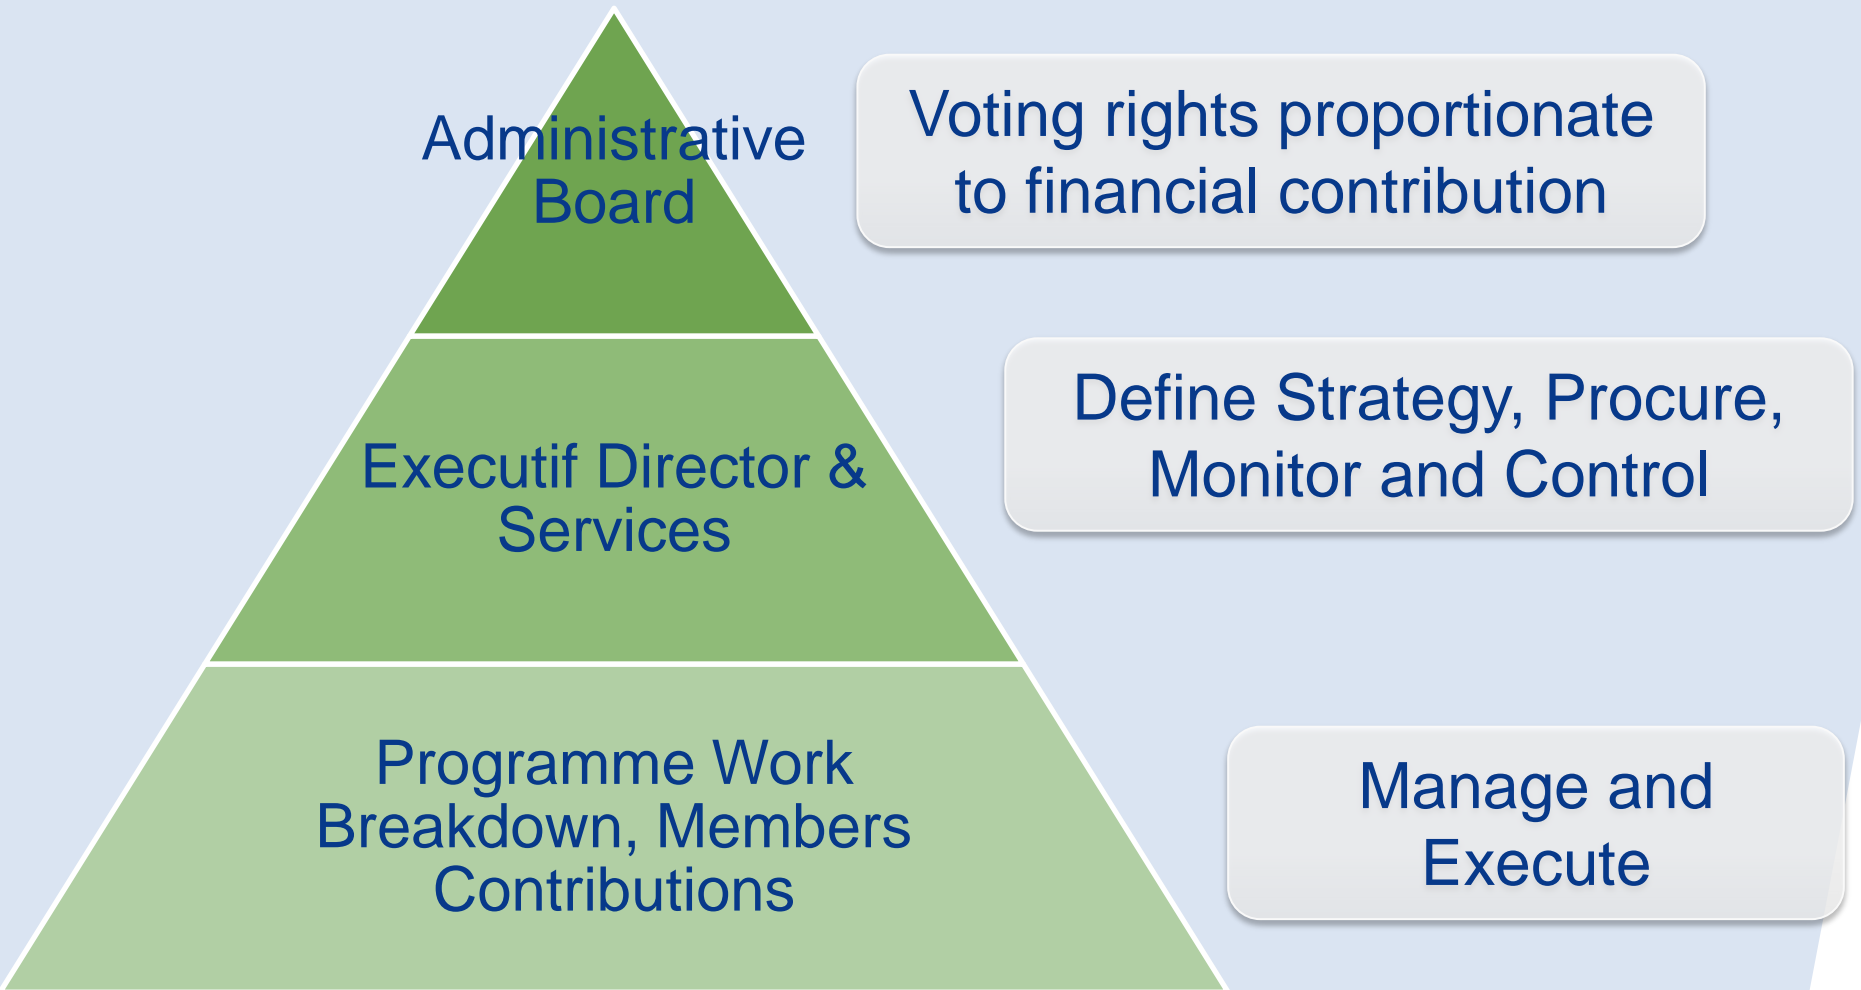 Administrative
Board
Voting rights proportionate
to financial contribution
Executif Director &
Services
Define Strategy, Procure,
Monitor and Control
Programme Work
Breakdown, Members
Contributions
Manage and
Execute